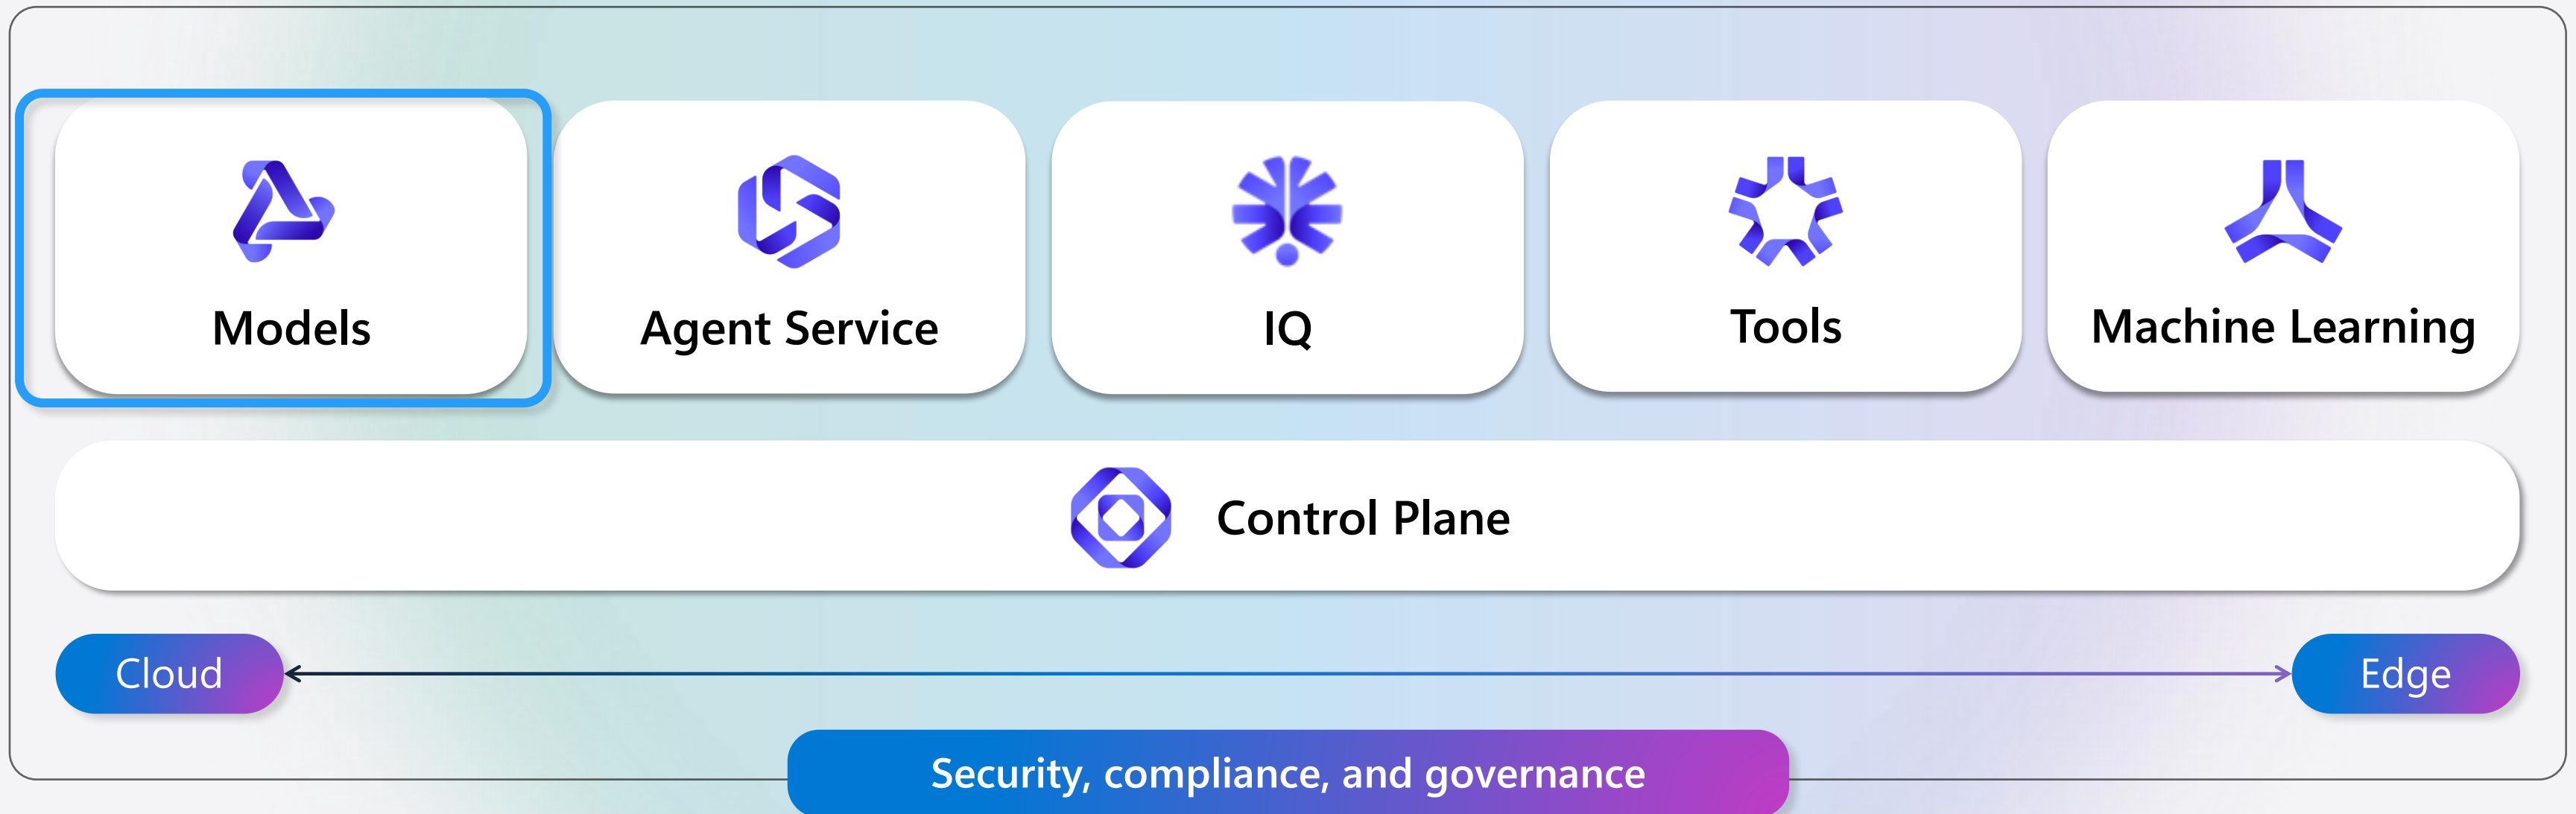 Models
Agent Service
IQ
Tools
Machine Learning
Control Plane
Cloud
Edge
Security, compliance, and governance